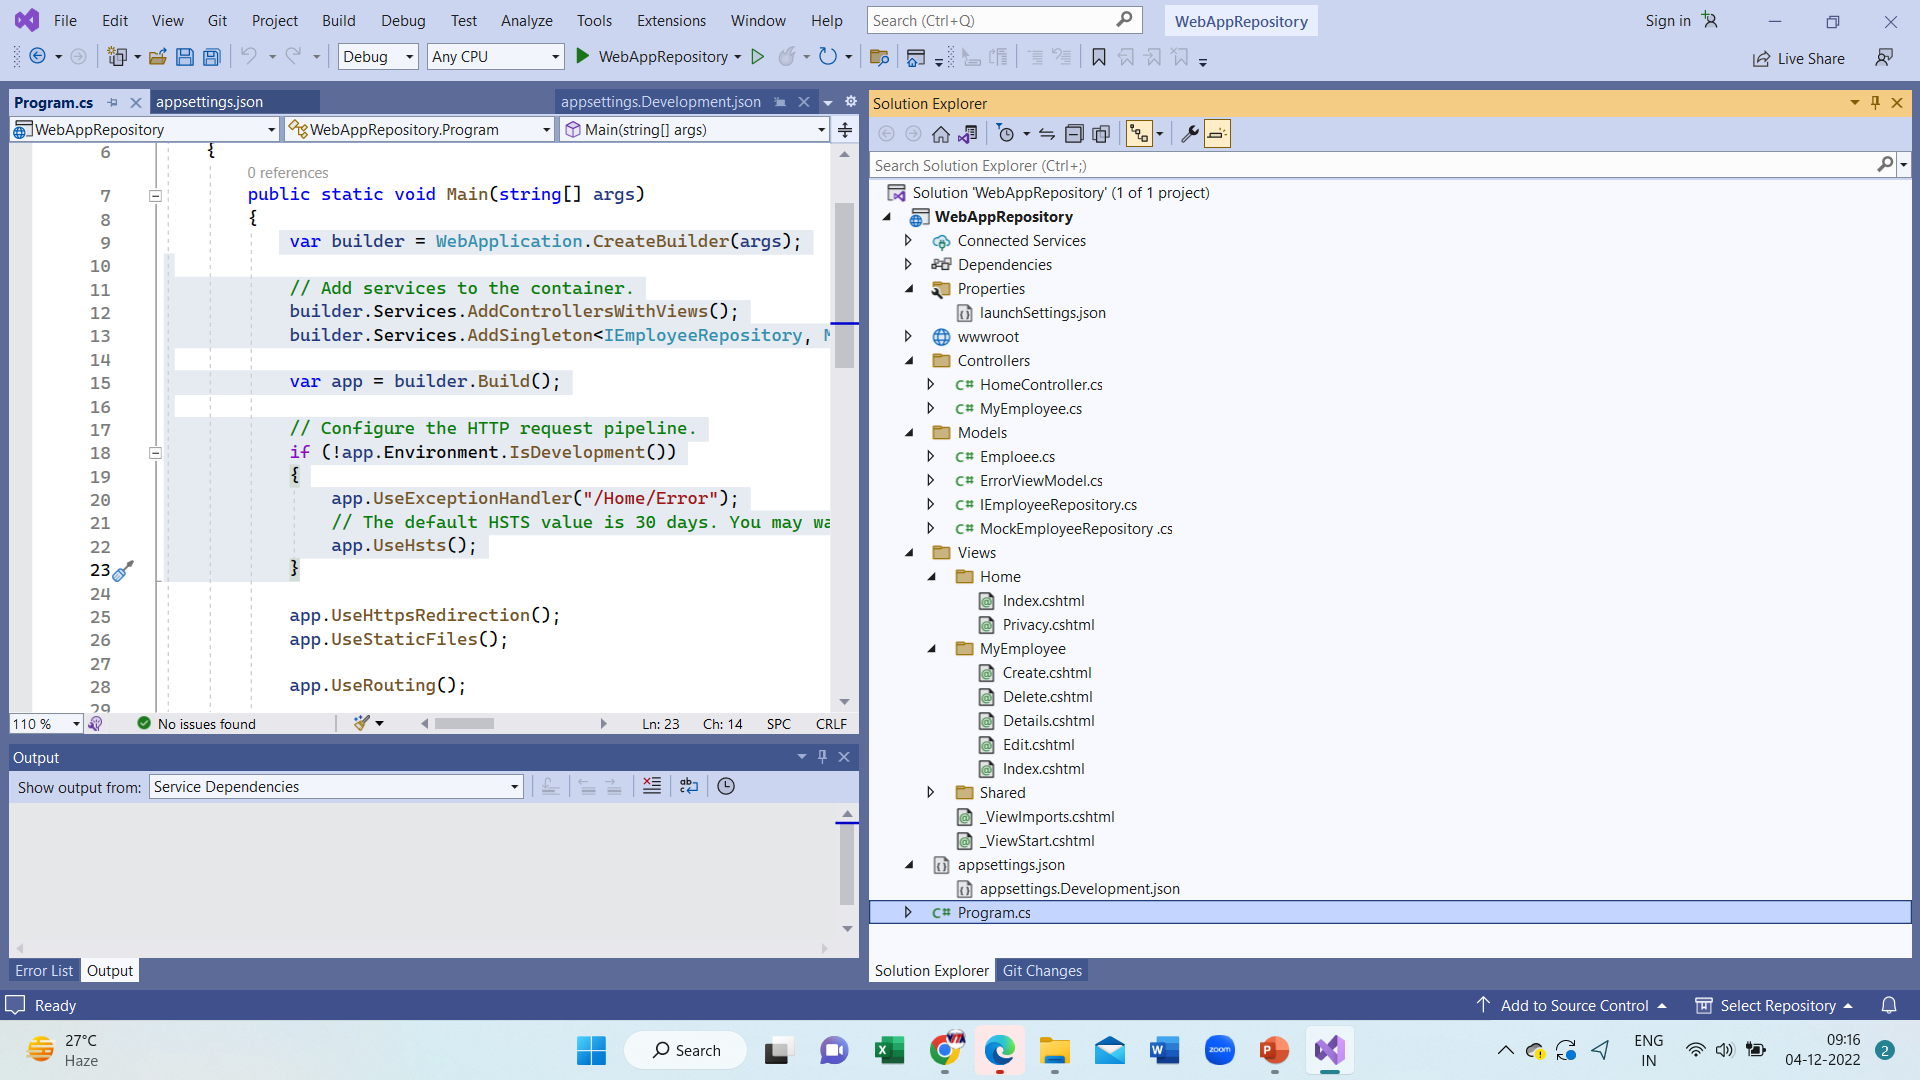 File Edit View Git Project Build Debug Test Analyze Tools Extensions Window Help Search (Ctrl+Q) WebAppRepository Sign in
Debug Any CPU WebAppRepository Live Share
Program.cs appsettings.json appsettings.Development.json
WebAppRepository WebAppRepository.Program Main(string[] args)
6 {
0 references
7 public static void Main(string[] args)
8 {
9 var builder = WebApplication.CreateBuilder(args);
10
11 // Add services to the container.
12 builder.Services.AddControllersWithViews();
13 builder.Services.AddSingleton<IEmployeeRepository, M
14
15 var app = builder.Build();
16
17 // Configure the HTTP request pipeline.
18 if (!app.Environment.IsDevelopment())
19 {
20 app.UseExceptionHandler("/Home/Error");
21 // The default HSTS value is 30 days. You may wa
22 app.UseHsts();
23 }
24
25 app.UseHttpsRedirection();
26 app.UseStaticFiles();
27
28 app.UseRouting();
29
110 % No issues found Ln: 23 Ch: 14 SPC CRLF
Output
Show output from: Service Dependencies
Error List Output
Solution Explorer
Search Solution Explorer (Ctrl+;)
Solution 'WebAppRepository' (1 of 1 project)
WebAppRepository
Connected Services
Dependencies
Properties
launchSettings.json
wwwroot
Controllers
C# HomeController.cs
C# MyEmployee.cs
Models
C# Emploee.cs
C# ErrorViewModel.cs
C# IEmployeeRepository.cs
C# MockEmployeeRepository .cs
Views
Home
Index.cshtml
Privacy.cshtml
MyEmployee
Create.cshtml
Delete.cshtml
Details.cshtml
Edit.cshtml
Index.cshtml
Shared
_ViewImports.cshtml
_ViewStart.cshtml
appsettings.json
appsettings.Development.json
C# Program.cs
Solution Explorer Git Changes
Ready Add to Source Control Select Repository
27°C
Haze
Search
zoom
ENG
IN
09:16
04-12-2022
2